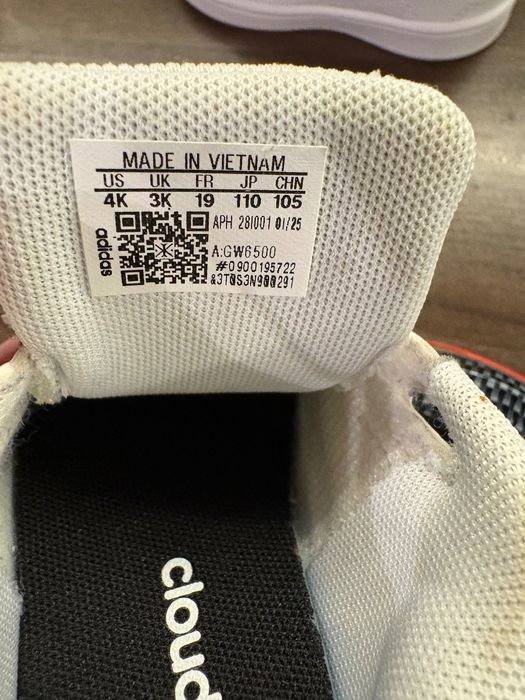 MADE IN VIETNAM
US UK FR JP CHN
4K 3K 19 110 105
adidas
APH 281001 01/25
A:GW6500
#0900195722
&3T0S3N900291
cloud